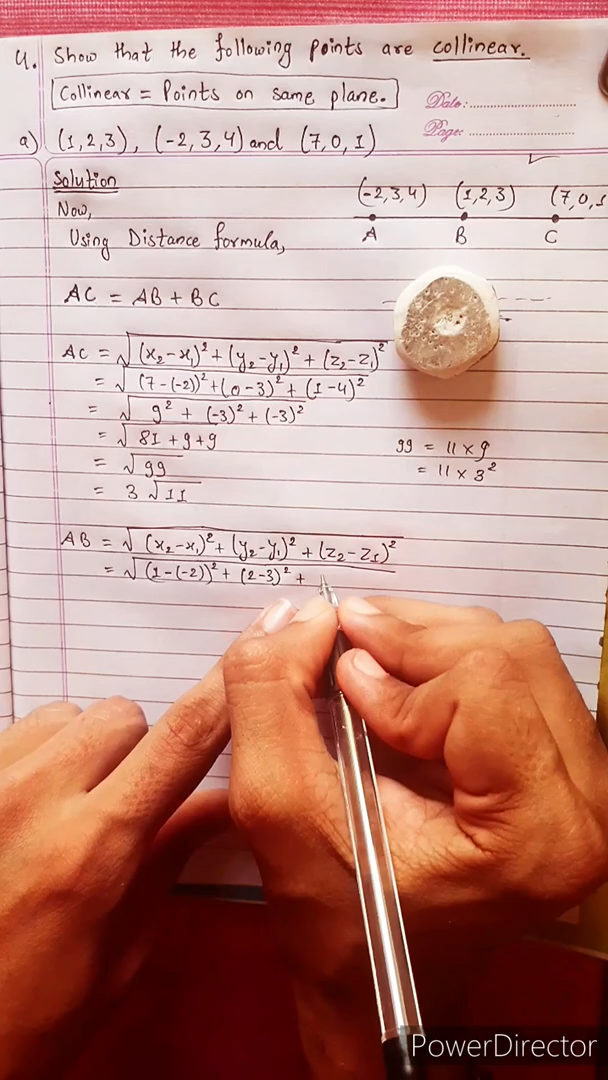 4. Show that the following points are collinear.
Collinear = Points on same plane.
Date:
Page:
a) (1,2,3), (-2,3,4) and (7,0,1)
Solution
(-2,3,4) (1,2,3) (7,0,1
Now,
A B C
Using Distance formula,
AC = AB + BC
AC = √(x₂-x₁)² + (y₂-y₁)² + (z₂-z₁)²
= √(7-(-2))² + (0-3)² + (1-4)²
= √9² + (-3)² + (-3)²
= √81 + 9 + 9
= √99
= 3√11
99 = 11 × 9
= 11 × 3²
AB = √(x₂-x₁)² + (y₂-y₁)² + (z₂-z₁)²
= √(1-(-2))² + (2-3)² +
PowerDirector